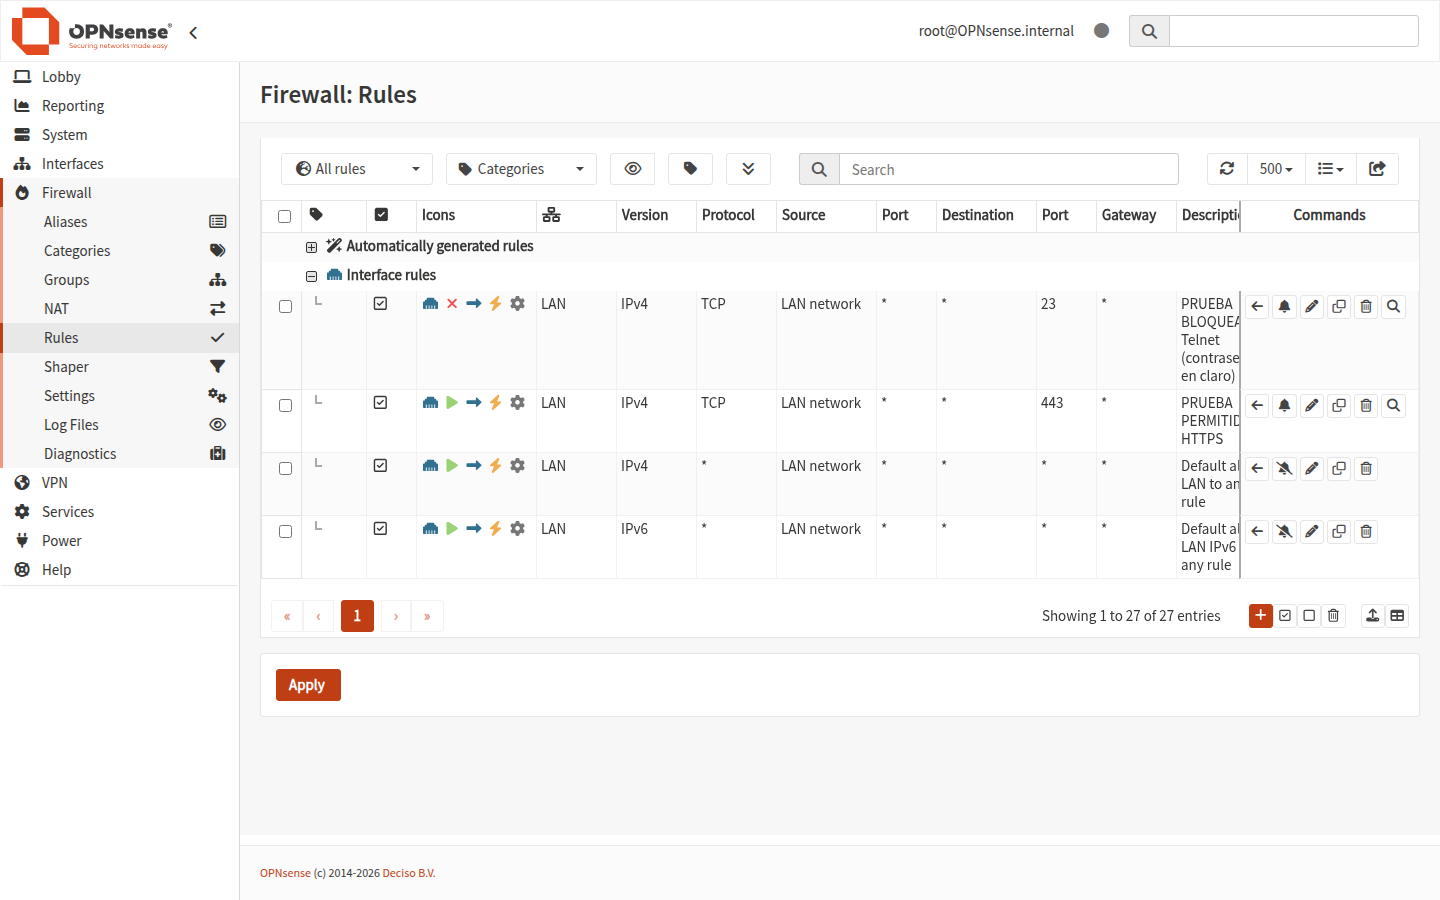 OPNsense®
Securing networks made easy
root@OPNsense.internal
Lobby
Reporting
System
Interfaces
Firewall
Aliases
Categories
Groups
NAT
Rules
Shaper
Settings
Log Files
Diagnostics
VPN
Services
Power
Help
Firewall: Rules
All rules
Categories
Search
500
Icons Version Protocol Source Port Destination Port Gateway Descripti Commands
Automatically generated rules
Interface rules
LAN IPv4 TCP LAN network * * 23 * PRUEBA
BLOQUEA
Telnet
(contrase
en claro)
LAN IPv4 TCP LAN network * * 443 * PRUEBA
PERMITID
HTTPS
LAN IPv4 * LAN network * * * * Default al
LAN to an
rule
LAN IPv6 * LAN network * * * * Default al
LAN IPv6
any rule
« ‹ 1 › »
Showing 1 to 27 of 27 entries
Apply
OPNsense (c) 2014-2026 Deciso B.V.